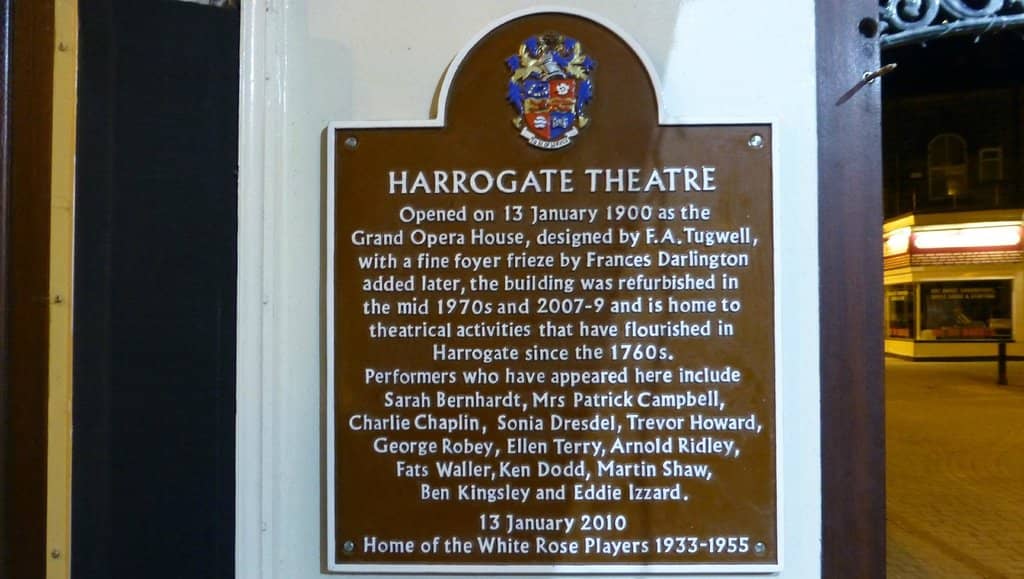 HARROGATE THEATRE
Opened on 13 January 1900 as the
Grand Opera House, designed by F.A. Tugwell,
with a fine foyer frieze by Frances Darlington
added later, the building was refurbished in
the mid 1970s and 2007-9 and is home to
theatrical activities that have flourished in
Harrogate since the 1760s.
Performers who have appeared here include
Sarah Bernhardt, Mrs Patrick Campbell,
Charlie Chaplin, Sonia Dresdel, Trevor Howard,
George Robey, Ellen Terry, Arnold Ridley,
Fats Waller, Ken Dodd, Martin Shaw,
Ben Kingsley and Eddie Izzard.
13 January 2010
Home of the White Rose Players 1933-1955